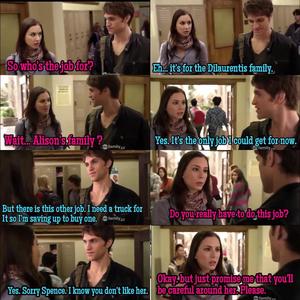 So who's the job for?
Eh... it's for the Dilaurentis family.
Wait... Alison's family ?
Yes. It's the only job I could get for now.
But there is this other job. I need a truck for
It so I'm saving up to buy one.
Do you really have to do this job?
Yes. Sorry Spence. I know you don't like her.
Okay, but just promise me that you'll
be careful around her. Please.